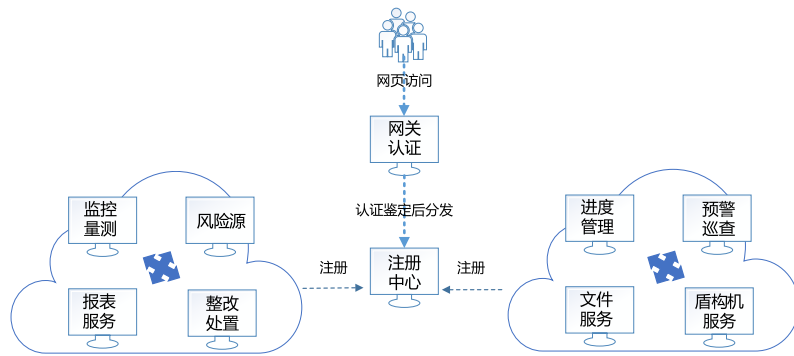 网页访问
网关
认证
认证鉴定后分发
监控
量测
风险源
进度
管理
预警
巡查
注册
注册
中心
注册
报表
服务
整改
处置
文件
服务
盾构机
服务